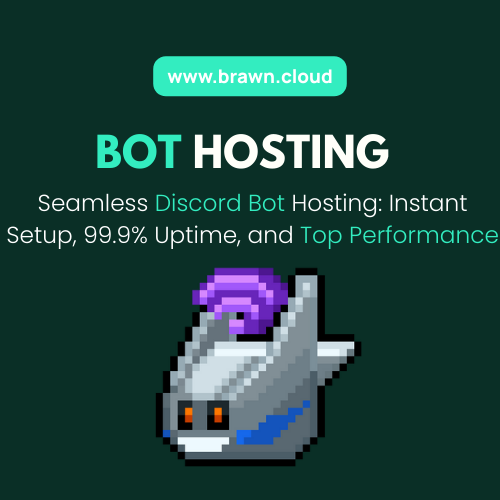 www.brawn.cloud
BOT HOSTING
Seamless Discord Bot Hosting: Instant
Setup, 99.9% Uptime, and Top Performance